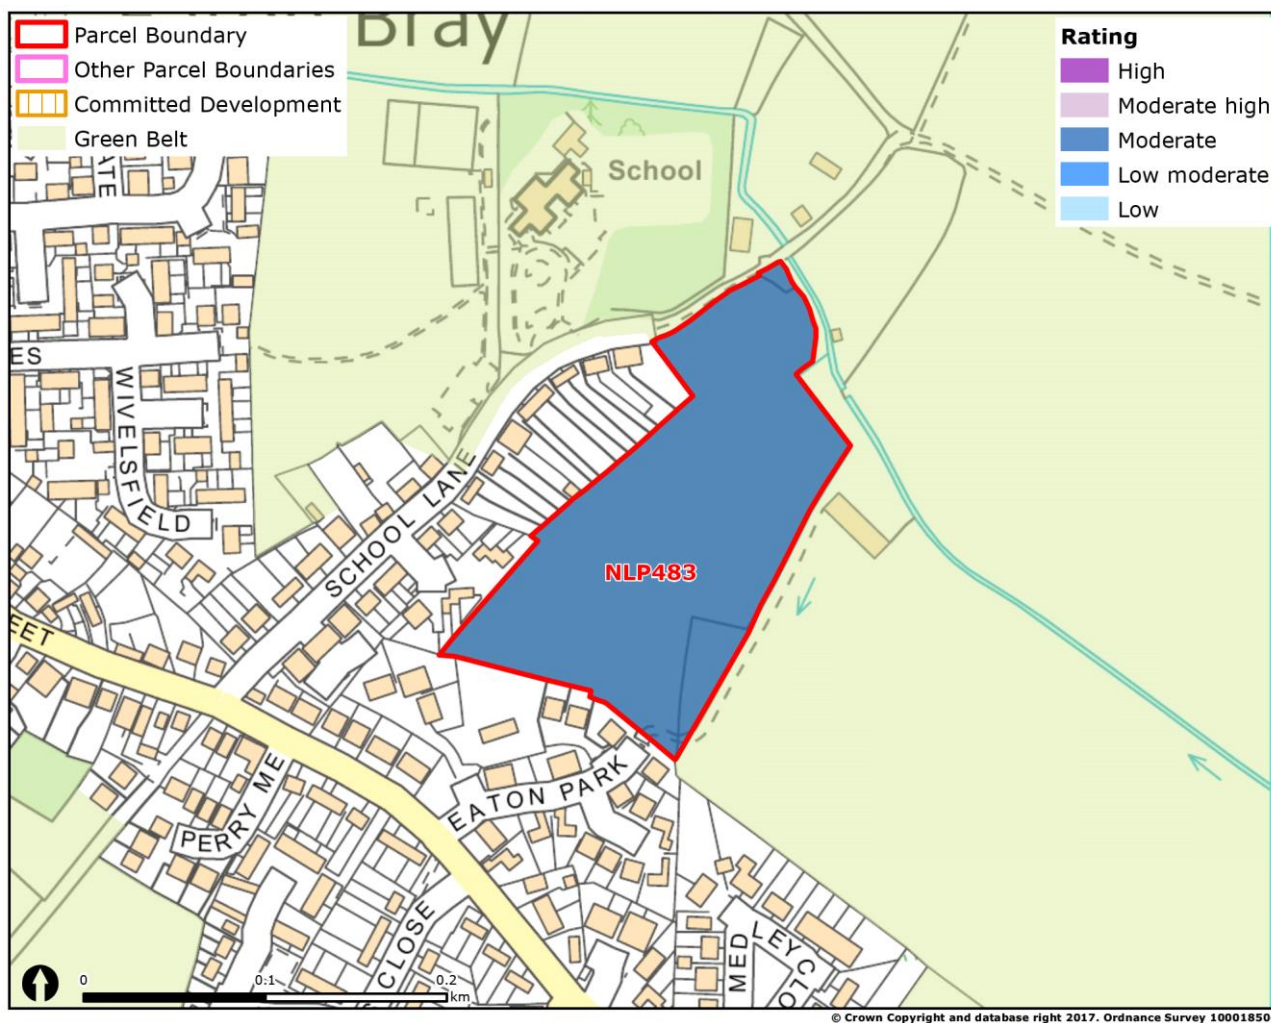 Bray
Parcel Boundary
Other Parcel Boundaries
Committed Development
Green Belt
Rating
High
Moderate high
Moderate
Low moderate
Low
School
ATE
ES
WIVELSFIELD
SCHOOL LANE
NLP483
EET
EATON PARK
PERRY ME
CLOSE
MED
LEYC
0 0.1 0.2
km
© Crown Copyright and database right 2017. Ordnance Survey 10001850